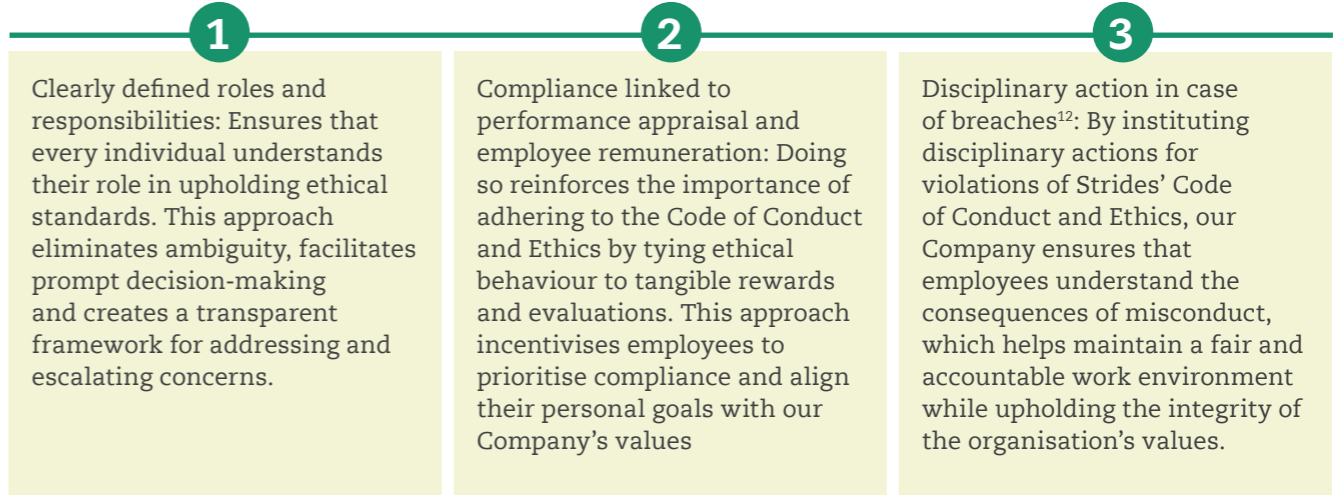 1
Clearly defined roles and
responsibilities: Ensures that
every individual understands
their role in upholding ethical
standards. This approach
eliminates ambiguity, facilitates
prompt decision-making
and creates a transparent
framework for addressing and
escalating concerns.
2
Compliance linked to
performance appraisal and
employee remuneration: Doing
so reinforces the importance of
adhering to the Code of Conduct
and Ethics by tying ethical
behaviour to tangible rewards
and evaluations. This approach
incentivises employees to
prioritise compliance and align
their personal goals with our
Company’s values
3
Disciplinary action in case
of breaches¹²: By instituting
disciplinary actions for
violations of Strides’ Code
of Conduct and Ethics, our
Company ensures that
employees understand the
consequences of misconduct,
which helps maintain a fair and
accountable work environment
while upholding the integrity of
the organisation’s values.